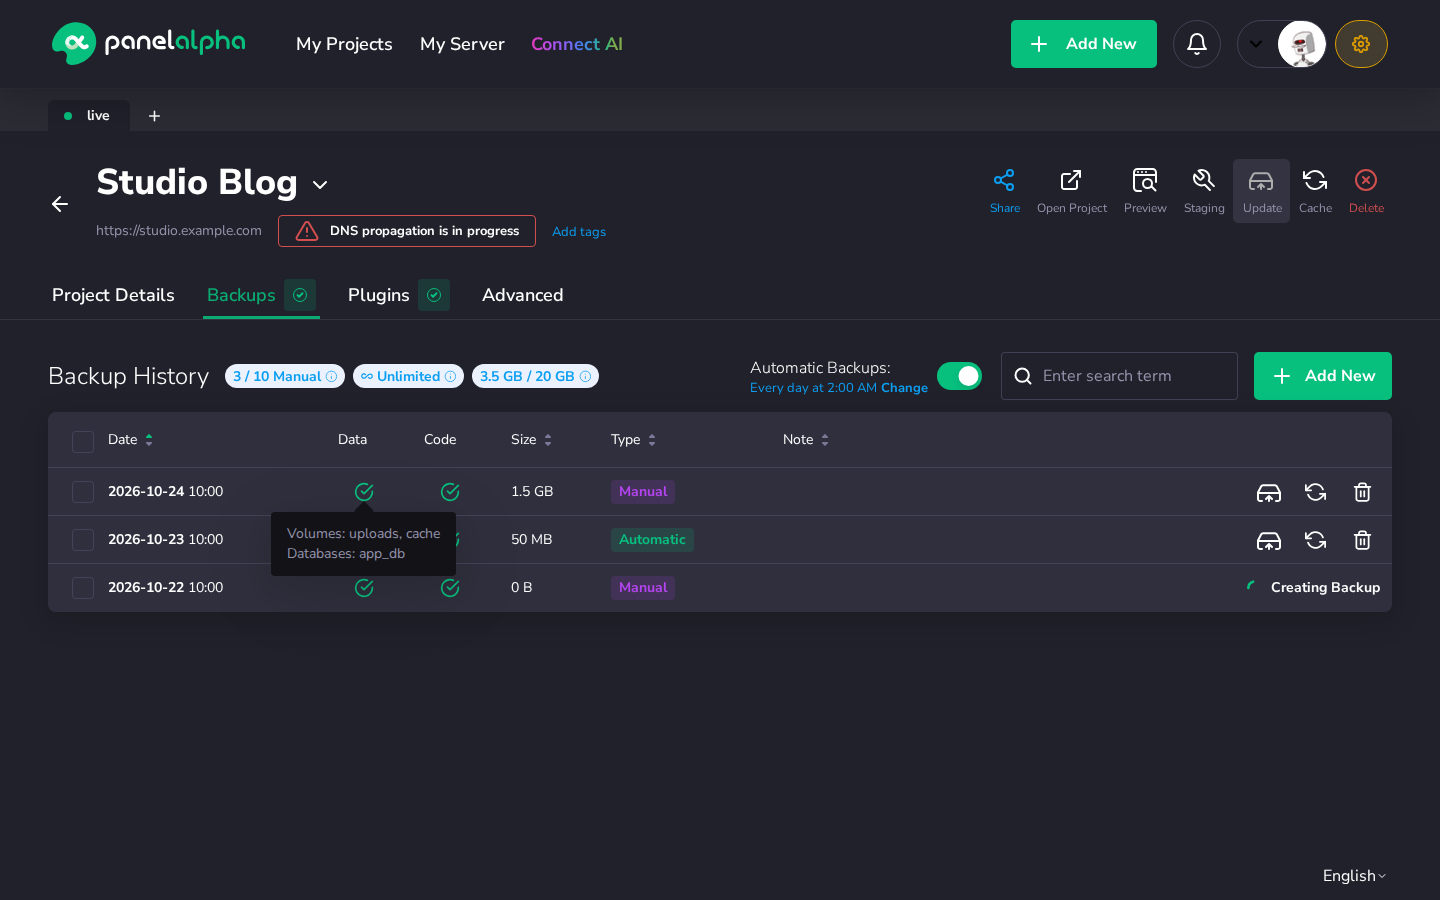 panelalpha
My Projects
My Server
Connect AI
Add New
live
Studio Blog
https://studio.example.com
DNS propagation is in progress
Add tags
Share
Open Project
Preview
Staging
Update
Cache
Delete
Project Details
Backups
Plugins
Advanced
Backup History
3 / 10 Manual
∞ Unlimited
3.5 GB / 20 GB
Automatic Backups:
Every day at 2:00 AM Change
Enter search term
Add New
Date
Data
Code
Size
Type
Note
2026-10-24 10:00
1.5 GB
Manual
Volumes: uploads, cache
Databases: app_db
2026-10-23 10:00
50 MB
Automatic
2026-10-22 10:00
0 B
Manual
Creating Backup
English